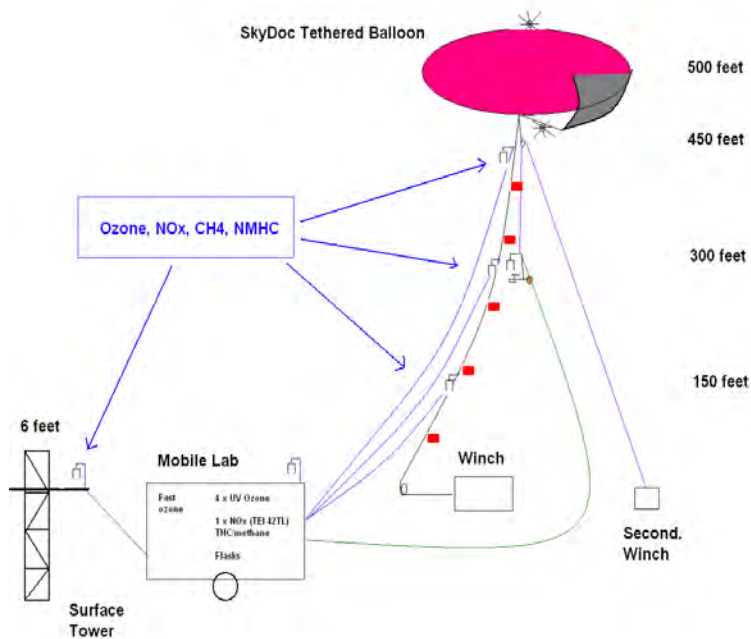 SkyDoc Tethered Balloon
500 feet
450 feet
Ozone, NOx, CH4, NMHC
300 feet
150 feet
6 feet
Mobile Lab
Winch
Fast
ozone
4 x UV Ozone
1 x NOx (TEI 42TL)
THC/methane
Flasks
Second.
Winch
Surface
Tower